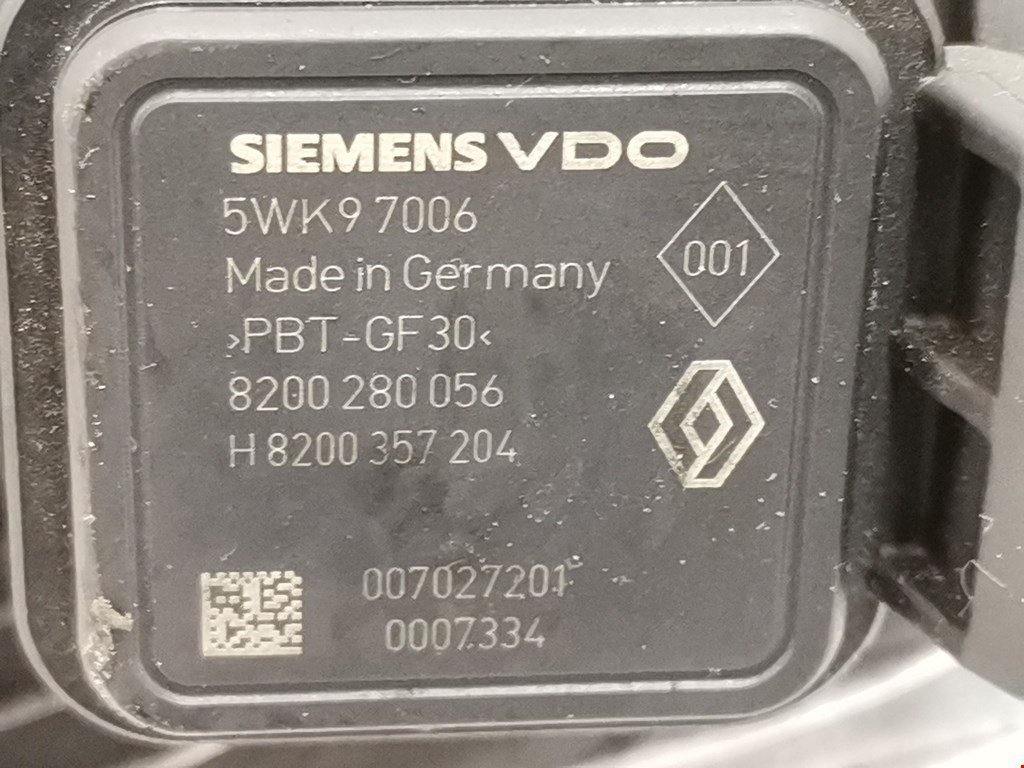 SIEMENS VDO
5WK9 7006
001
Made in Germany
>PBT-GF30<
8200 280 056
H 8200 357 204
007027201
0007334